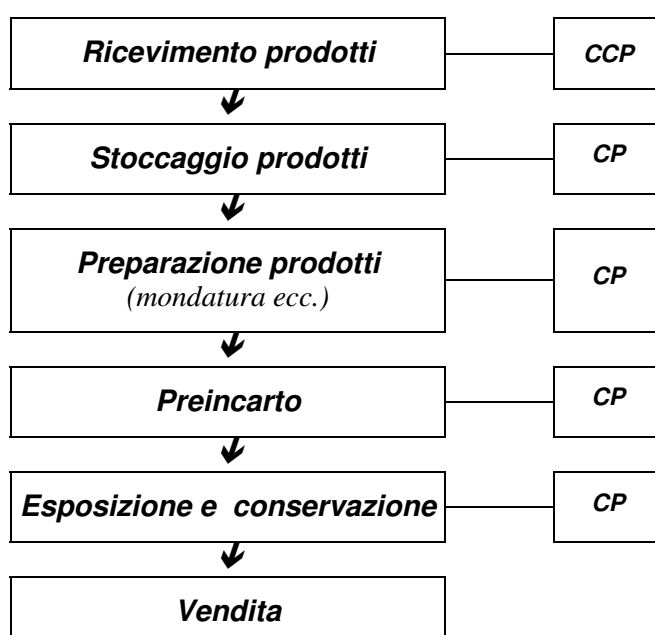 Ricevimento prodotti CCP
Stoccaggio prodotti CP
Preparazione prodotti CP
(mondatura ecc.)
Preincarto CP
Esposizione e conservazione CP
Vendita